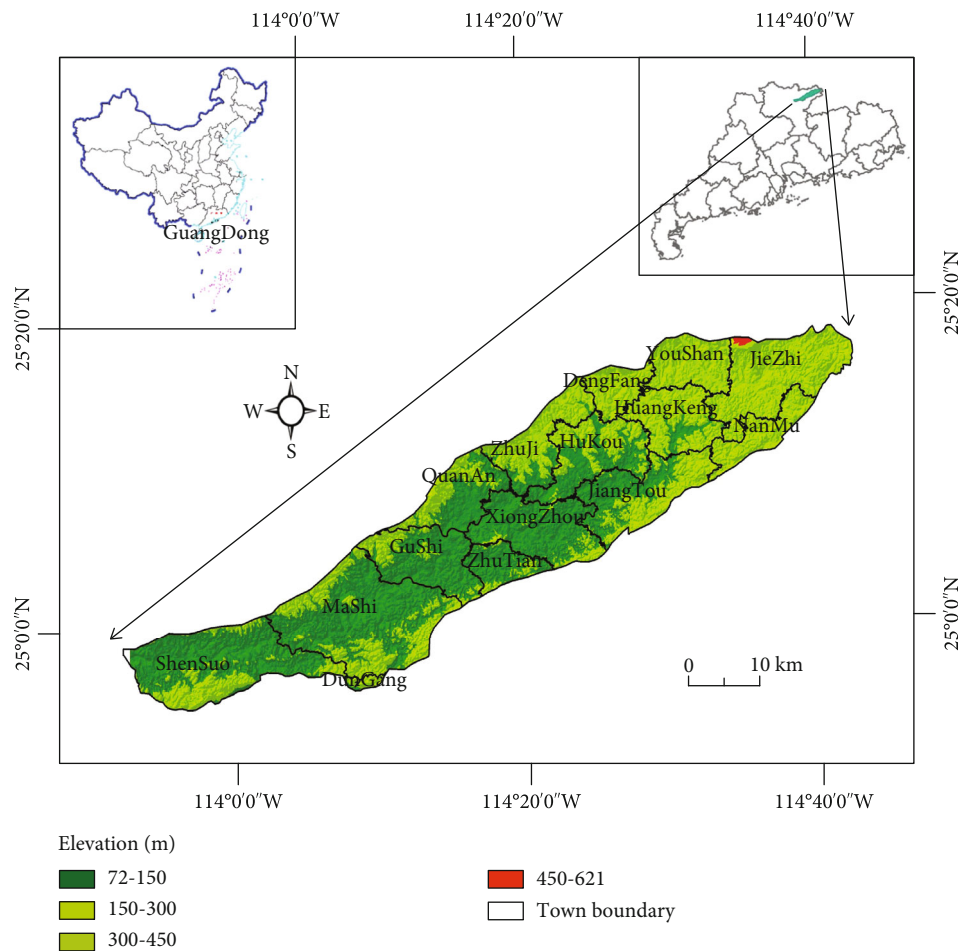 114°0'0"W
114°20'0"W
114°40'0"W
GuangDong
25°20'0"N
25°20'0"N
YouShan
JieZhi
DengFang
HuangKeng
N
W
E
S
NanMu
ZhuJi
HuKou
QuanAn
JiangTou
XiongZhou
GuShi
ZhuTian
MaShi
25°0'0"N
25°0'0"N
ShenSuo
0
10 km
DunGang
114°0'0"W
114°20'0"W
114°40'0"W
Elevation (m)
72-150
450-621
150-300
Town boundary
300-450